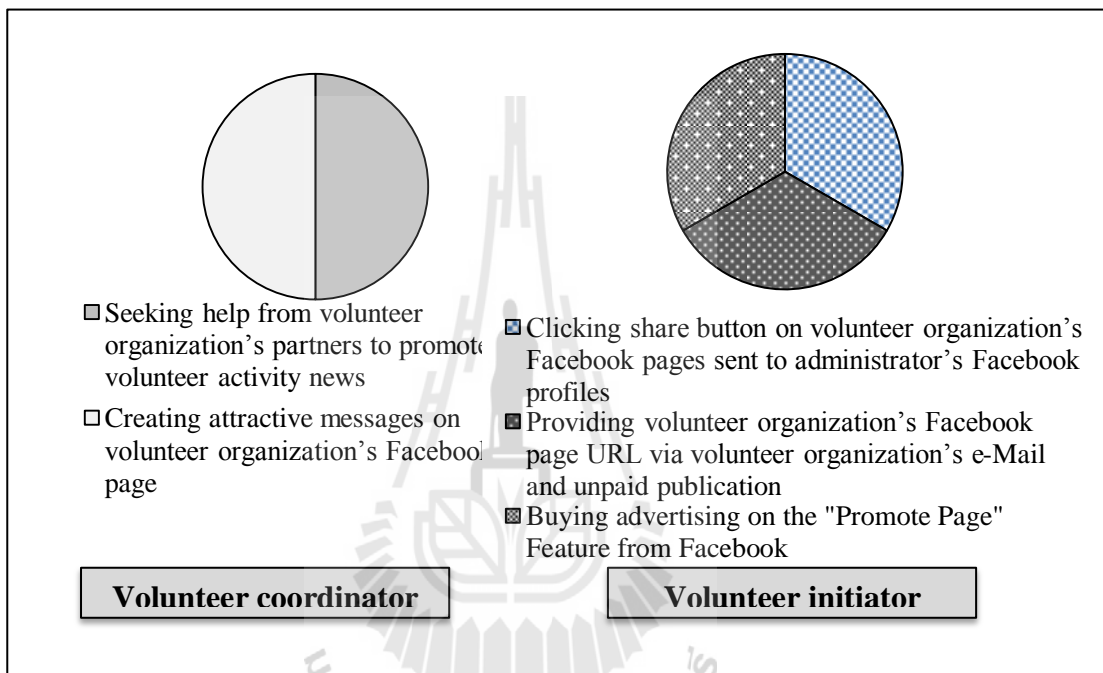 Seeking help from volunteer
organization's partners to promote
volunteer activity news
Creating attractive messages on
volunteer organization's Facebook
page
Volunteer coordinator
Clicking share button on volunteer organization's
Facebook pages sent to administrator's Facebook
profiles
Providing volunteer organization's Facebook
page URL via volunteer organization's e-Mail
and unpaid publication
Buying advertising on the "Promote Page"
Feature from Facebook
Volunteer initiator